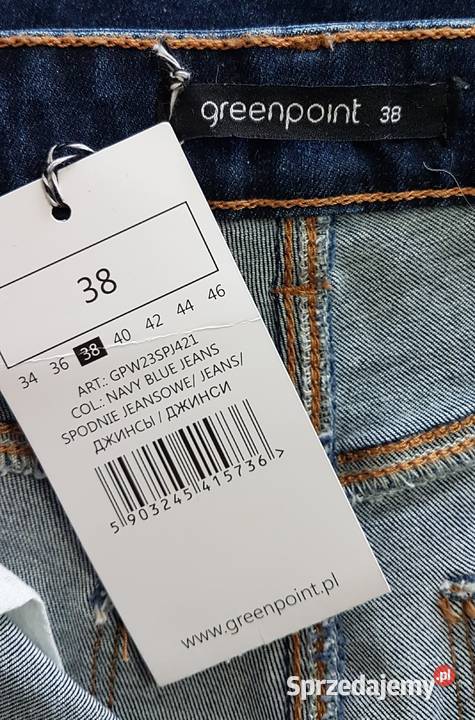 greenpoint 38
38
34 36 38 40 42 44 46
ART.: GPW23SPJ421
COL.: NAVY BLUE JEANS
SPODNIE JEANSOWE/ JEANS/
ДЖИНСЫ / ДЖИНСИ
5 903245 415736 >
www.greenpoint.pl
Sprzedajemy.pl